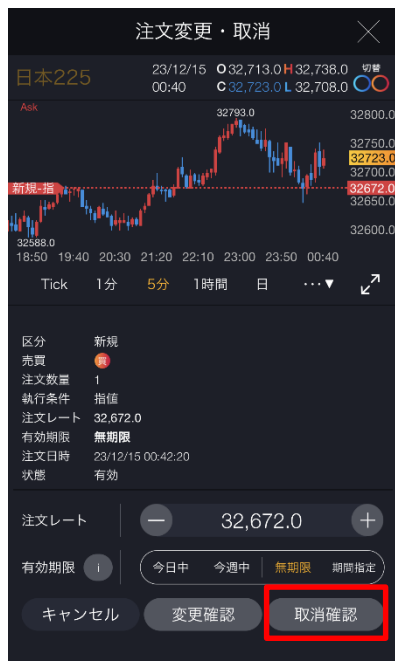 注文変更・取消
日本225
23/12/15 O 32,713.0 H 32,738.0 切替
00:40 C 32,723.0 L 32,708.0
Ask
32793.0
32800.0
32750.0
32723.0
32700.0
新規-指
32672.0
32650.0
32600.0
32588.0
18:50 19:40 20:30 21:20 22:10 23:00 23:50 00:40
Tick 1分 5分 1時間 日 ···▼
区分 新規
売買 買
注文数量 1
執行条件 指値
注文レート 32,672.0
有効期限 無期限
注文日時 23/12/15 00:42:20
状態 有効
注文レート － 32,672.0 ＋
有効期限 i 今日中 今週中 無期限 期間指定
キャンセル 変更確認 取消確認